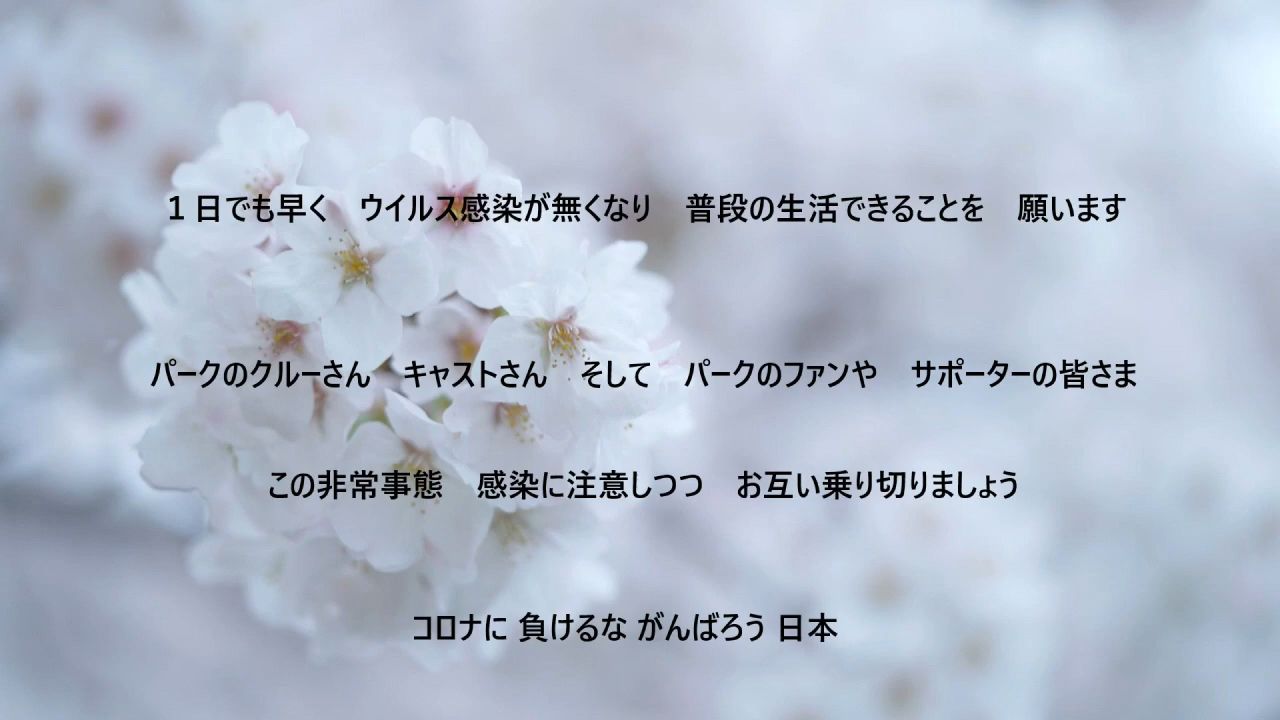 1 日でも早く　ウイルス感染が無くなり　普段の生活できることを　願います
パークのクルーさん　キャストさん　そして　パークのファンや　サポーターの皆さま
この非常事態　感染に注意しつつ　お互い乗り切りましょう
コロナに 負けるな がんばろう 日本